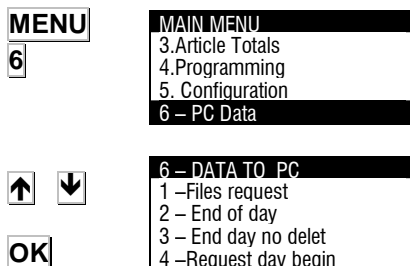 MENU
6
MAIN MENU
3.Article Totals
4.Programming
5. Configuration
6 – PC Data
6 – DATA TO PC
1 –Files request
2 – End of day
3 – End day no delet
4 –Request day begin
OK